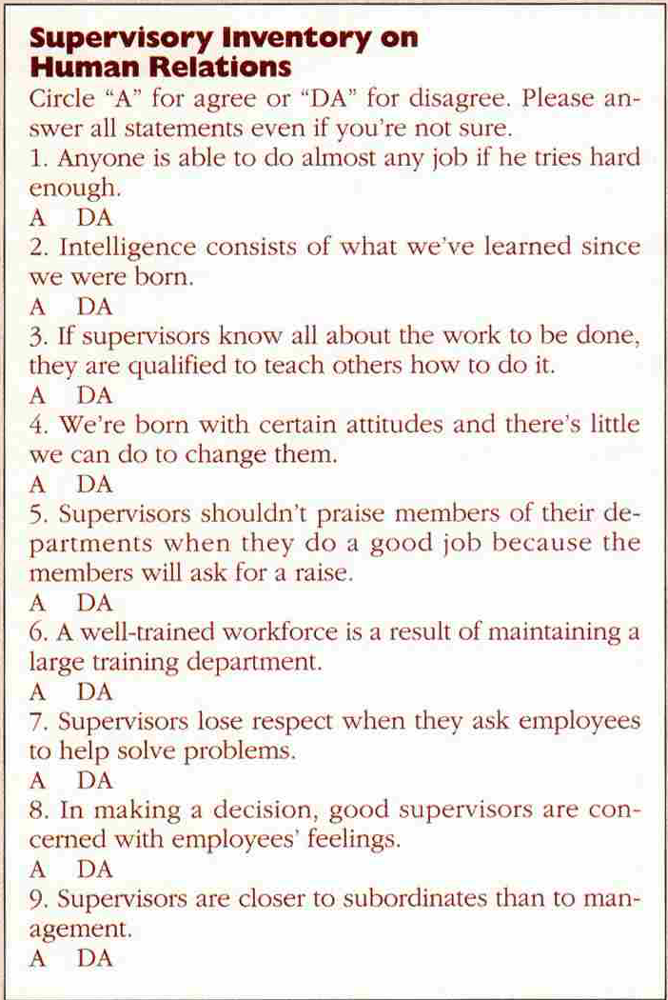 Supervisory Inventory on
Human Relations
Circle “A” for agree or “DA” for disagree. Please an-
swer all statements even if you’re not sure.
1. Anyone is able to do almost any job if he tries hard
enough.
A DA
2. Intelligence consists of what we’ve learned since
we were born.
A DA
3. If supervisors know all about the work to be done,
they are qualified to teach others how to do it.
A DA
4. We’re born with certain attitudes and there’s little
we can do to change them.
A DA
5. Supervisors shouldn’t praise members of their de-
partments when they do a good job because the
members will ask for a raise.
A DA
6. A well-trained workforce is a result of maintaining a
large training department.
A DA
7. Supervisors lose respect when they ask employees
to help solve problems.
A DA
8. In making a decision, good supervisors are con-
cerned with employees’ feelings.
A DA
9. Supervisors are closer to subordinates than to man-
agement.
A DA